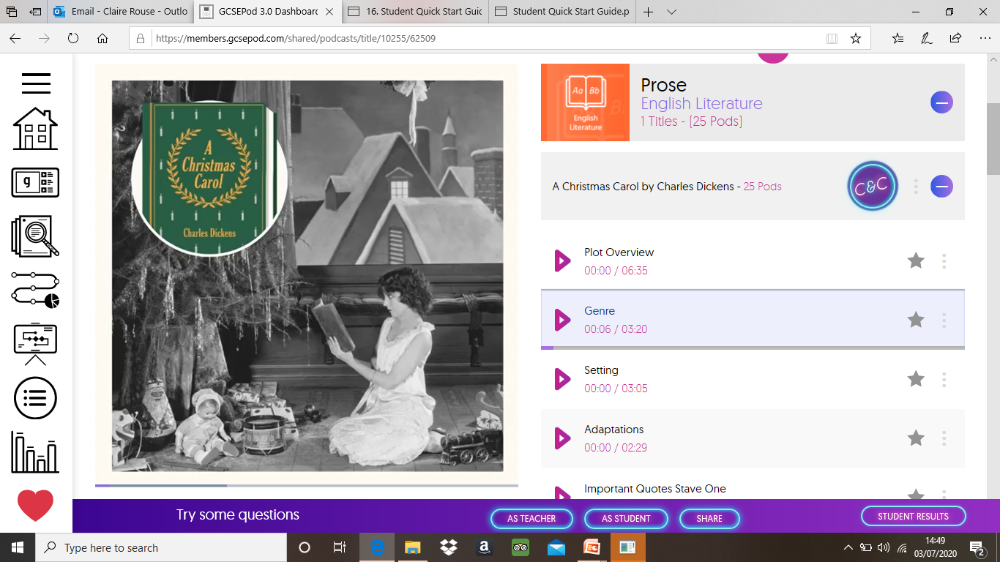 Email - Claire Rouse - Outlo
GCSEPod 3.0 Dashboard
16. Student Quick Start Guid
Student Quick Start Guide.p
https://members.gcsepod.com/shared/podcasts/title/10255/62509
g
A
Christmas
Carol
Charles Dickens
Aa Bb
English
Literature
Prose
English Literature
1 Titles - [25 Pods]
A Christmas Carol by Charles Dickens - 25 Pods
C&C
Plot Overview
00:00 / 06:35
Genre
00:06 / 03:20
Setting
00:00 / 03:05
Adaptations
00:00 / 02:29
Important Quotes Stave One
Try some questions
AS TEACHER
AS STUDENT
SHARE
STUDENT RESULTS
Type here to search
14:49
03/07/2020
2